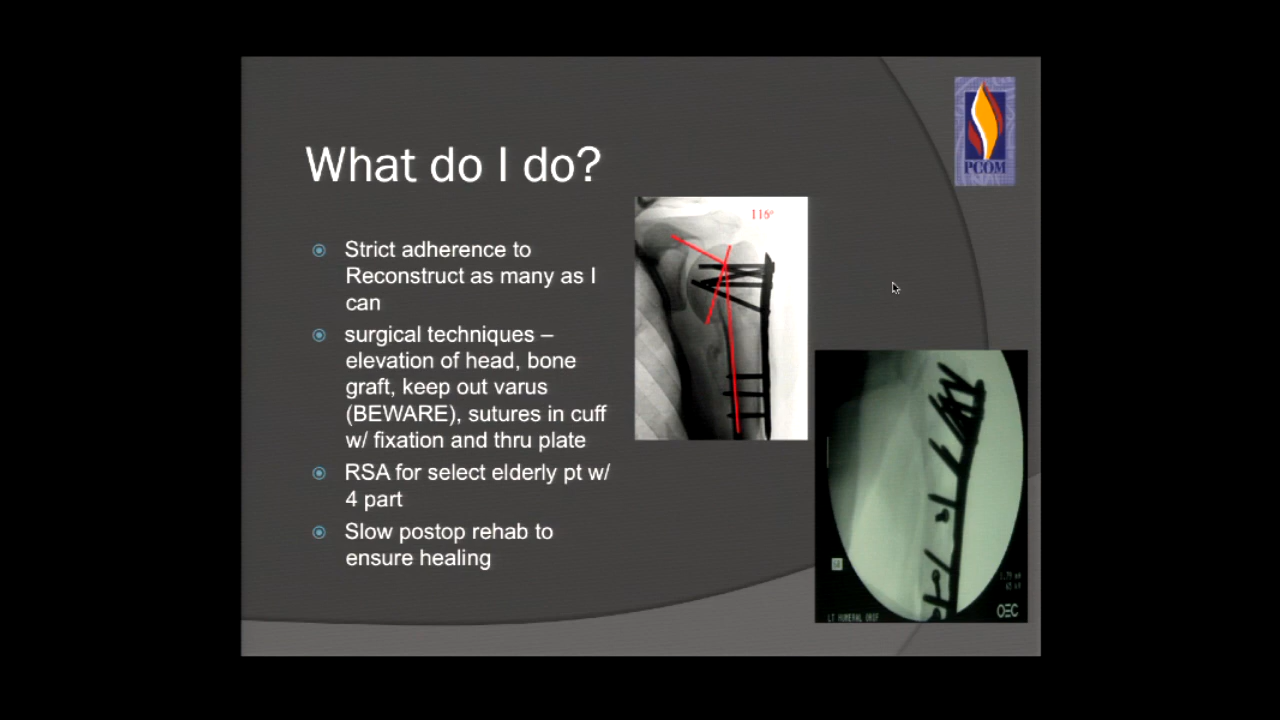 PCOM
What do I do?
116°
Strict adherence to
Reconstruct as many as I
can
surgical techniques –
elevation of head, bone
graft, keep out varus
(BEWARE), sutures in cuff
w/ fixation and thru plate
RSA for select elderly pt w/
4 part
Slow postop rehab to
ensure healing
OEC
LT HUMERAL